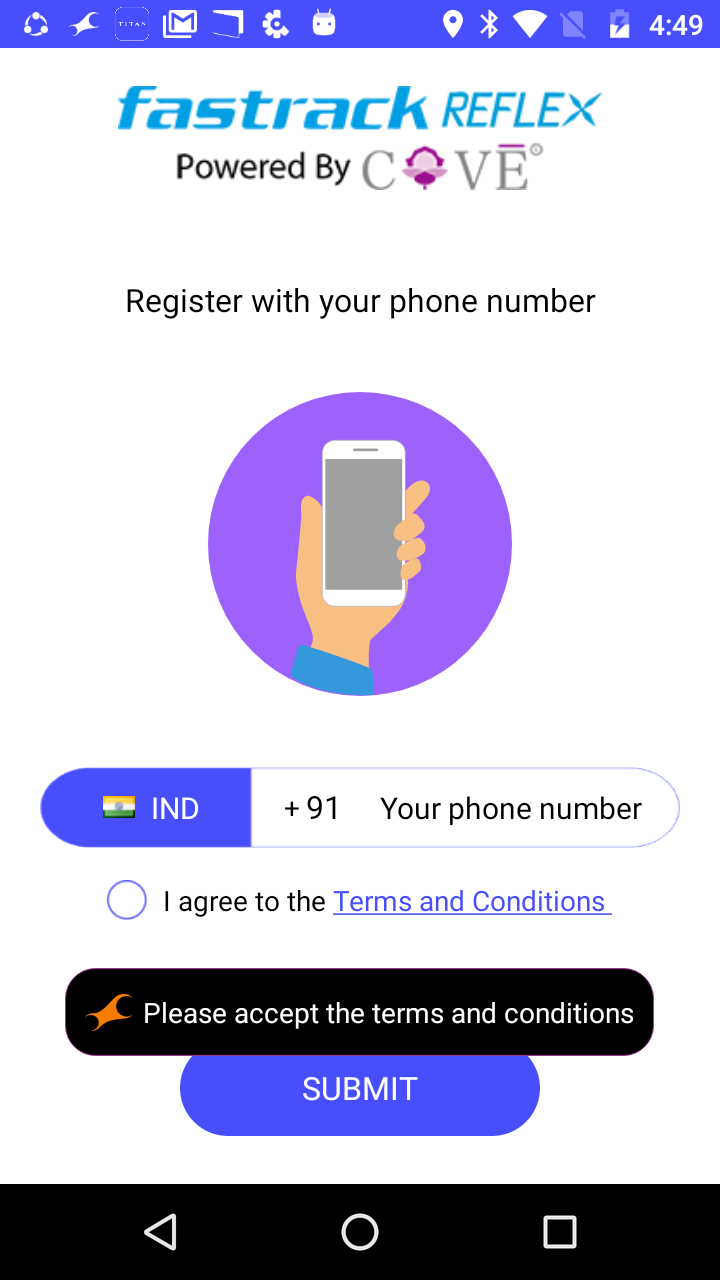 TITAN
4:49
fastrack REFLEX
Powered By COVE®
Register with your phone number
IND + 91 Your phone number
I agree to the Terms and Conditions
Please accept the terms and conditions
SUBMIT